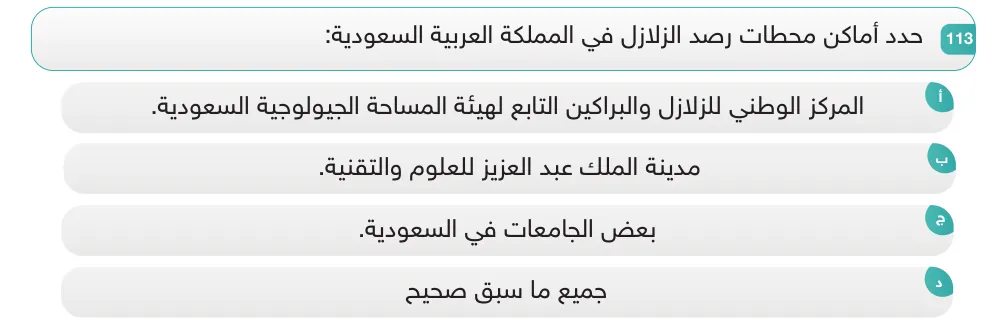 113 حدد أماكن محطات رصد الزلازل في المملكة العربية السعودية:
أ المركز الوطني للزلازل والبراكين التابع لهيئة المساحة الجيولوجية السعودية.
ب مدينة الملك عبد العزيز للعلوم والتقنية.
ج بعض الجامعات في السعودية.
د جميع ما سبق صحيح